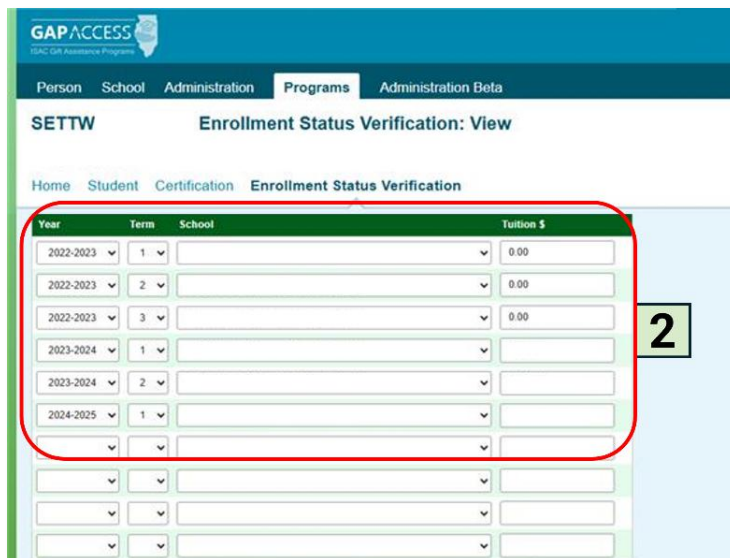 GAP ACCESS
ISAC Gift Assistance Programs
Person School Administration Programs Administration Beta
SETTW Enrollment Status Verification: View
Home Student Certification Enrollment Status Verification
Year Term School Tuition $
2022-2023 1 0.00
2022-2023 2 0.00
2022-2023 3 0.00
2
2023-2024 1
2023-2024 2
2024-2025 1